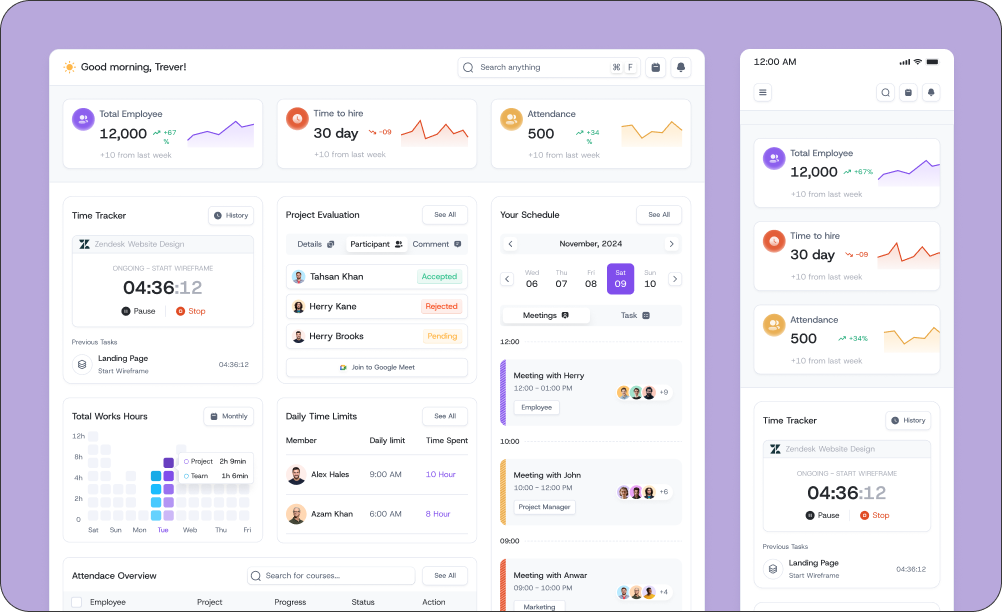 Good morning, Trever!
Search anything
⌘ F
Total Employee
12,000 +67 %
+10 from last week
Time to hire
30 day -09
+10 from last week
Attendance
500 +34 %
+10 from last week
Time Tracker
History
Zendesk Website Design
ONGOING – START WIREFRAME
04:36:12
Pause Stop
Previous Tasks
Landing Page
Start Wireframe
04:36:12
Project Evaluation
See All
Details Participant Comment
Tahsan Khan Accepted
Herry Kane Rejected
Herry Brooks Pending
Join to Google Meet
Your Schedule
See All
November, 2024
Wed Thu Fri Sat Sun
06 07 08 09 10
Meetings Task
12:00
Meeting with Herry
12:00 – 01:00 PM
Employee
+9
10:00
Meeting with John
10:00 – 12:00 PM
Project Manager
+6
09:00
Meeting with Anwar
09:00 – 10:00 PM
Marketing
+4
Total Works Hours
Monthly
12h
8h
4h
2h
0
Project 2h 9min
Team 1h 6min
Sat Sun Mon Tue Web Thu Fri
Daily Time Limits
See All
Member Daily limit Time Spent
Alex Hales 9:00 AM 10 Hour
Azam Khan 6:00 AM 8 Hour
Attendace Overview
Search for courses...
See All
Employee Project Progress Status Action
12:00 AM
Total Employee
12,000 +67%
+10 from last week
Time to hire
30 day -09
+10 from last week
Attendance
500 +34%
+10 from last week
Time Tracker
History
Zendesk Website Design
ONGOING – START WIREFRAME
04:36:12
Pause Stop
Previous Tasks
Landing Page
Start Wireframe
04:36:12